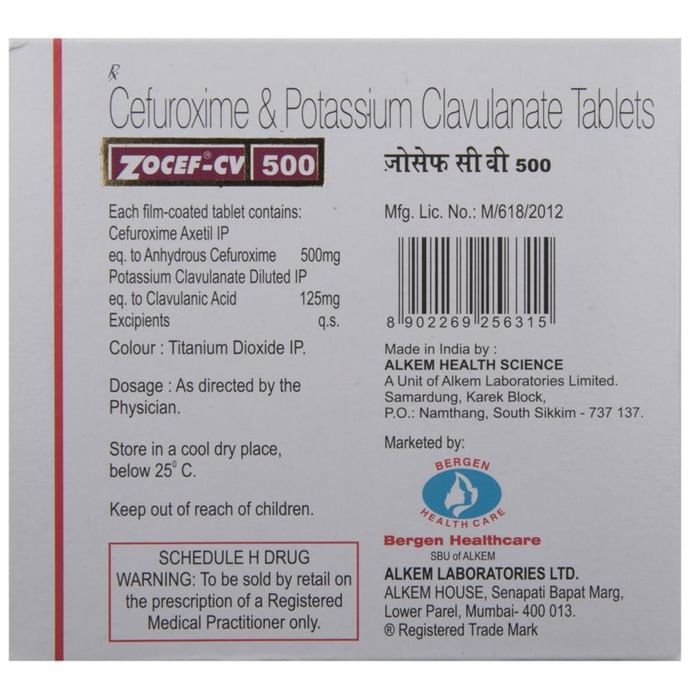 Rx
Cefuroxime & Potassium Clavulanate Tablets
ZOCEF®-CV 500
ज़ोसेफ सी वी 500
Each film-coated tablet contains:
Cefuroxime Axetil IP
eq. to Anhydrous Cefuroxime 500mg
Potassium Clavulanate Diluted IP
eq. to Clavulanic Acid 125mg
Excipients q.s.
Colour : Titanium Dioxide IP.
Dosage : As directed by the
Physician.
Store in a cool dry place,
below 25⁰ C.
Keep out of reach of children.
SCHEDULE H DRUG
WARNING: To be sold by retail on
the prescription of a Registered
Medical Practitioner only.
Mfg. Lic. No.: M/618/2012
8 902269 256315
Made in India by :
ALKEM HEALTH SCIENCE
A Unit of Alkem Laboratories Limited.
Samardung, Karek Block,
P.O.: Namthang, South Sikkim - 737 137.
Marketed by:
BERGEN
HEALTH CARE
Bergen Healthcare
SBU of ALKEM
ALKEM LABORATORIES LTD.
ALKEM HOUSE, Senapati Bapat Marg,
Lower Parel, Mumbai- 400 013.
® Registered Trade Mark